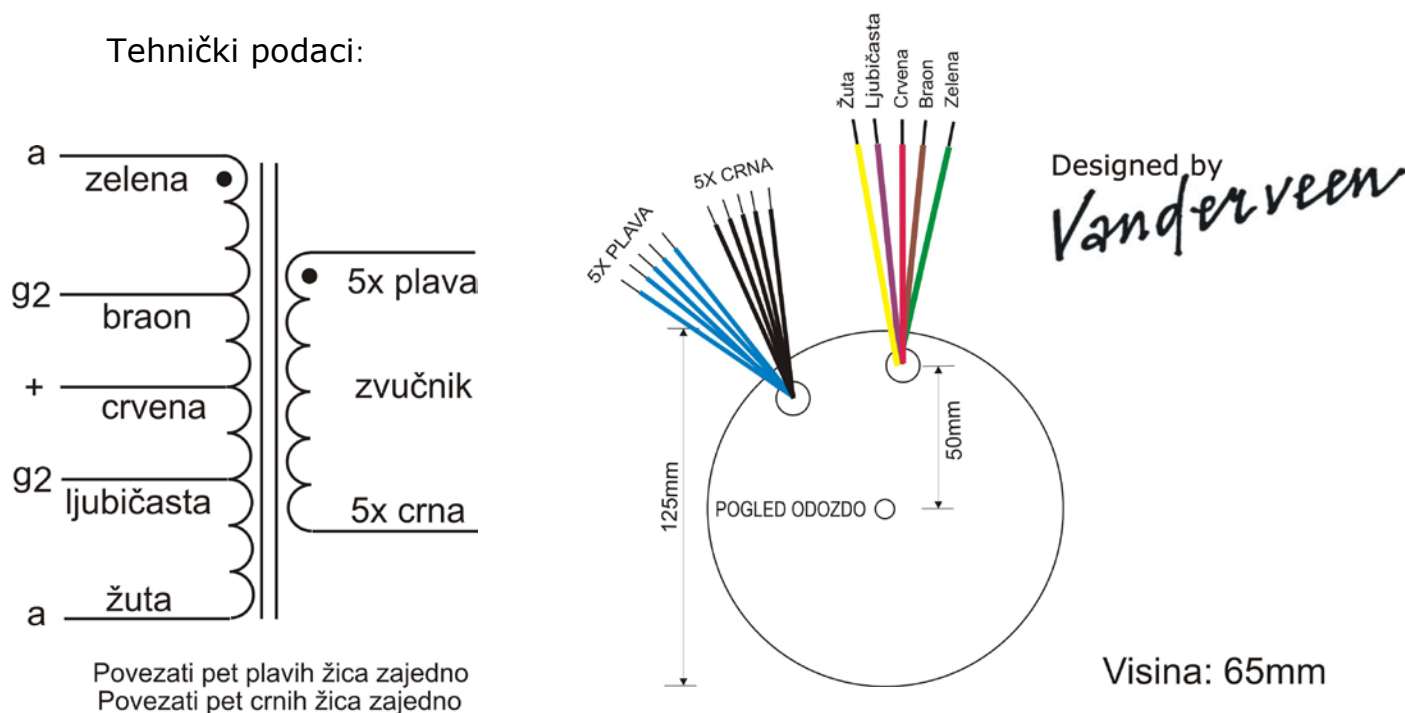 Tehnički podaci:
a
zelena
g2
braon
+
crvena
g2
ljubičasta
a
žuta
5x plava
zvučnik
5x crna
Povezati pet plavih žica zajedno
Povezati pet crnih žica zajedno
5X PLAVA
5X CRNA
Žuta
Ljubičasta
Crvena
Braon
Zelena
125mm
50mm
POGLED ODOZDO
Designed by
Vanderveen
Visina: 65mm